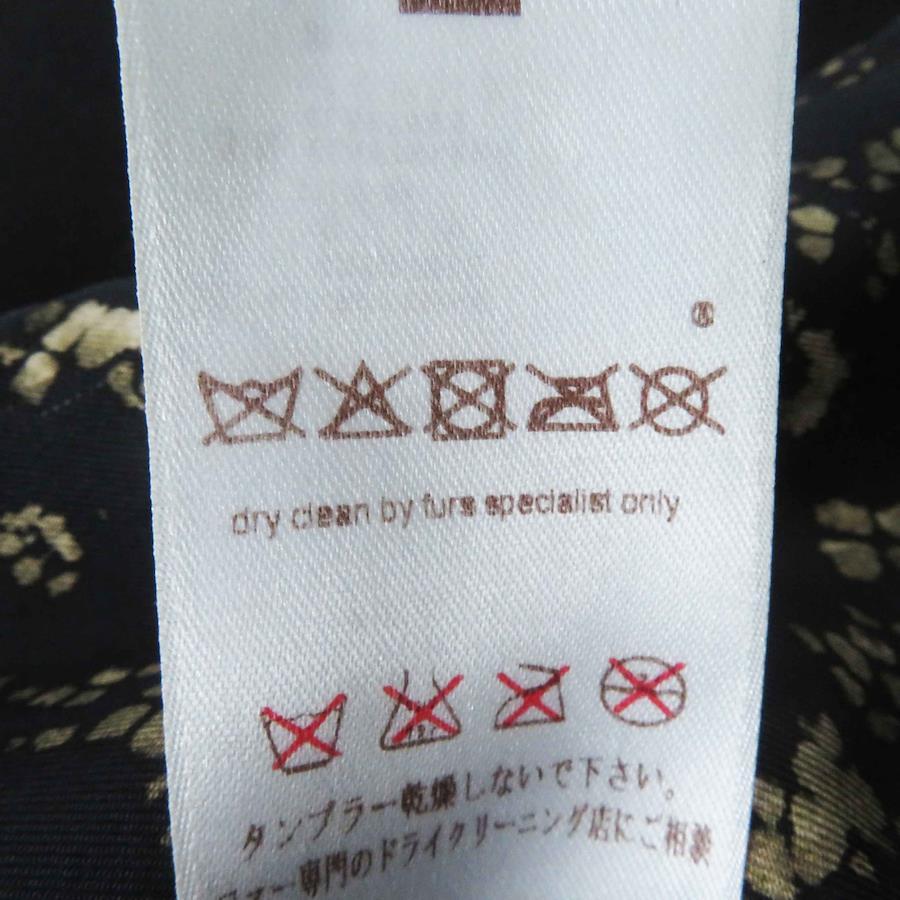 dry clean by furs specialist only
タンブラー乾燥しないで下さい。
専門のドライクリーニング店にご相談